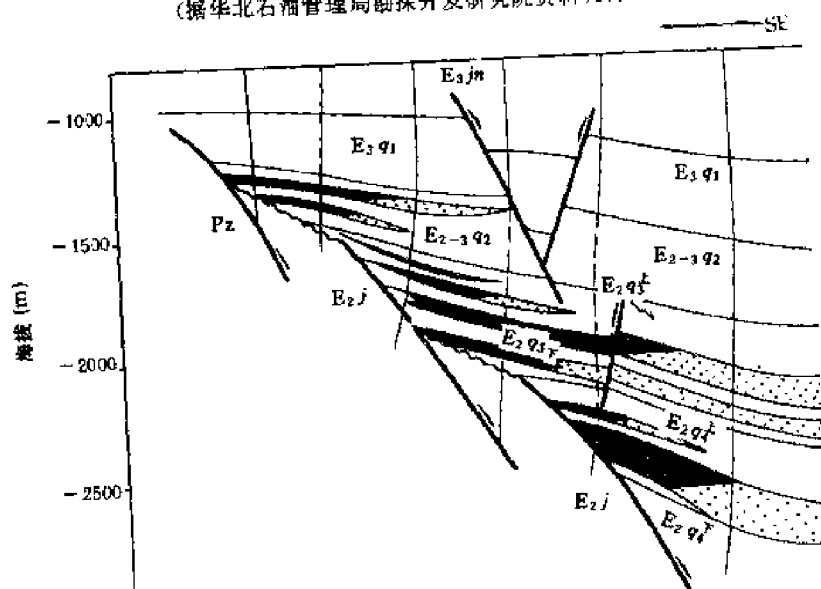 (据华北石油管理局勘探开发研究院资料,
SE
E₃jn
-1000
E₃q₁
E₃q₁
Pz
E₂₋₃q₂
E₂₋₃q₂
-1500
E₂j
E₂q₃上
海拔 (m)
E₂q₃下
-2000
E₂q₄上
-2500
E₂j
E₂q₄下